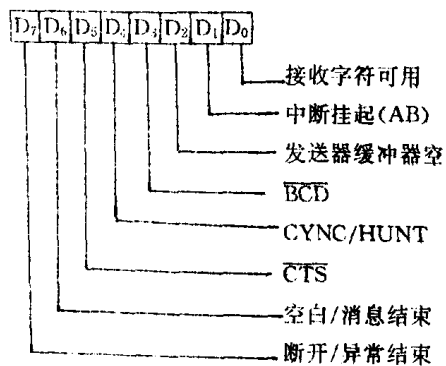 D₇ D₆ D₅ D₄ D₃ D₂ D₁ D₀
接收字符可用
中断挂起(AB)
发送器缓冲器空
B̅C̅D̅
CYNC/HUNT
C̅T̅S̅
空白/消息结束
断开/异常结束